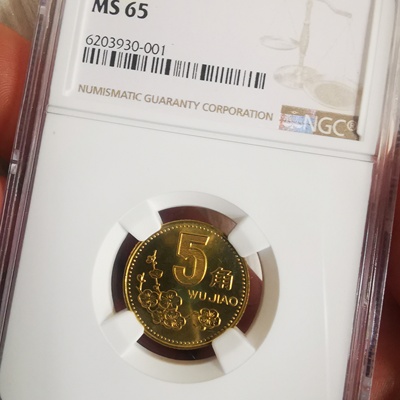 MS 65
6203930-001
NUMISMATIC GUARANTY CORPORATION
NGC
5角
WU JIAO